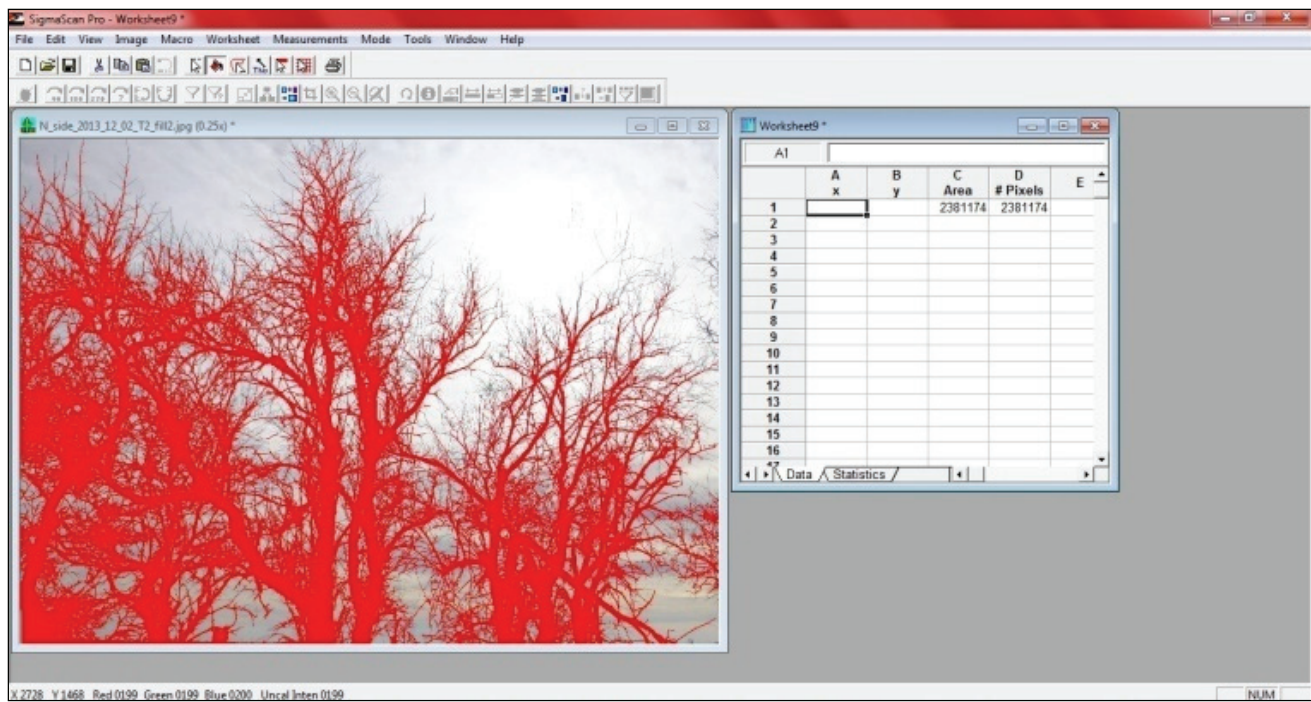 SigmaScan Pro - Worksheet9 *
File Edit View Image Macro Worksheet Measurements Mode Tools Window Help
N_side_2013_12_02_T2_fill2.jpg (0.25x) *
Worksheet9 *
A1
A B C D E
x y Area # Pixels
1 2381174 2381174
2
3
4
5
6
7
8
9
10
11
12
13
14
15
16
17
Data Statistics
X 2728 Y 1468 Red 0199 Green 0199 Blue 0200 Uncal Inten 0199
NUM